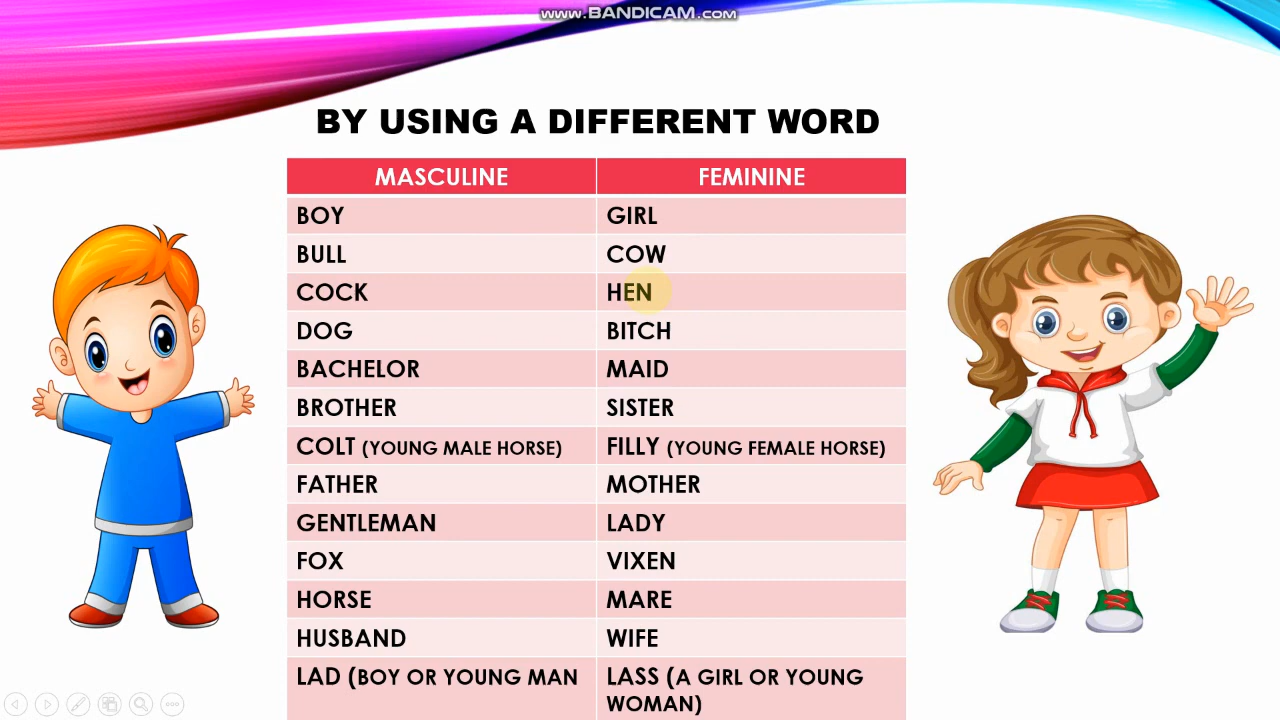 www.BANDICAM.com
BY USING A DIFFERENT WORD
MASCULINE FEMININE
BOY GIRL
BULL COW
COCK HEN
DOG BITCH
BACHELOR MAID
BROTHER SISTER
COLT (YOUNG MALE HORSE) FILLY (YOUNG FEMALE HORSE)
FATHER MOTHER
GENTLEMAN LADY
FOX VIXEN
HORSE MARE
HUSBAND WIFE
LAD (BOY OR YOUNG MAN LASS (A GIRL OR YOUNG
WOMAN)